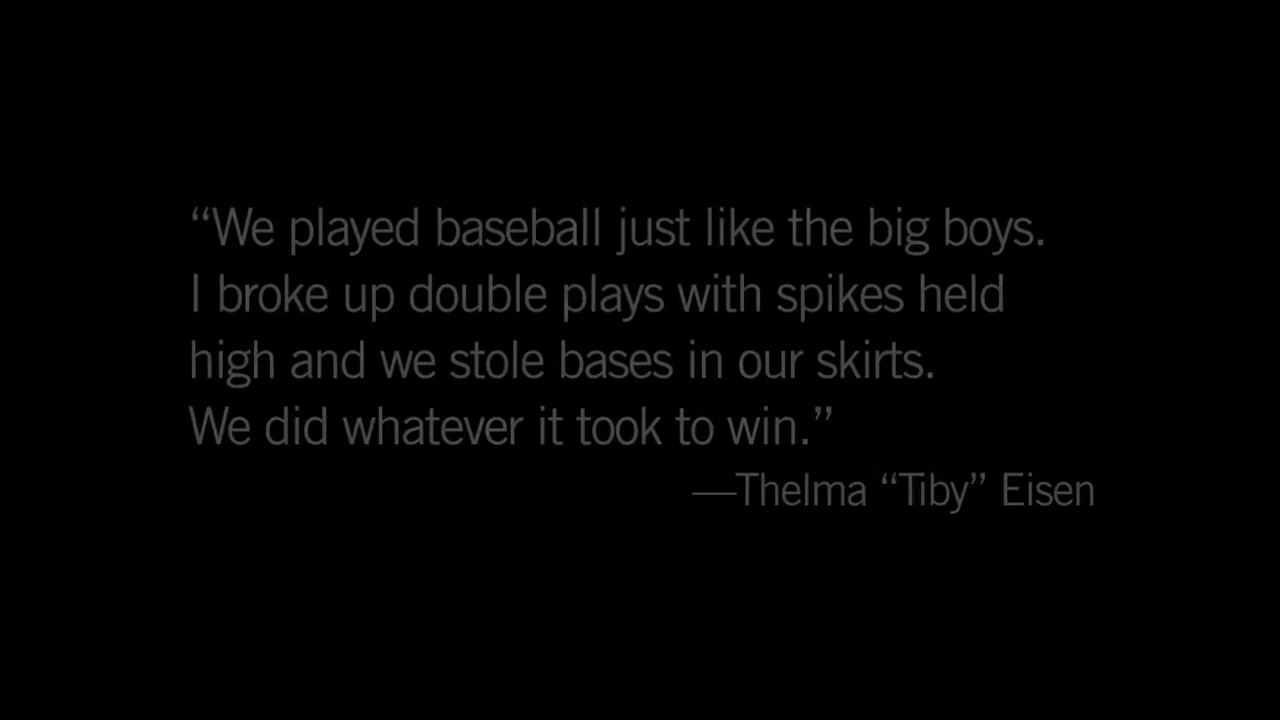 “We played baseball just like the big boys.
I broke up double plays with spikes held
high and we stole bases in our skirts.
We did whatever it took to win.”
—Thelma “Tiby” Eisen